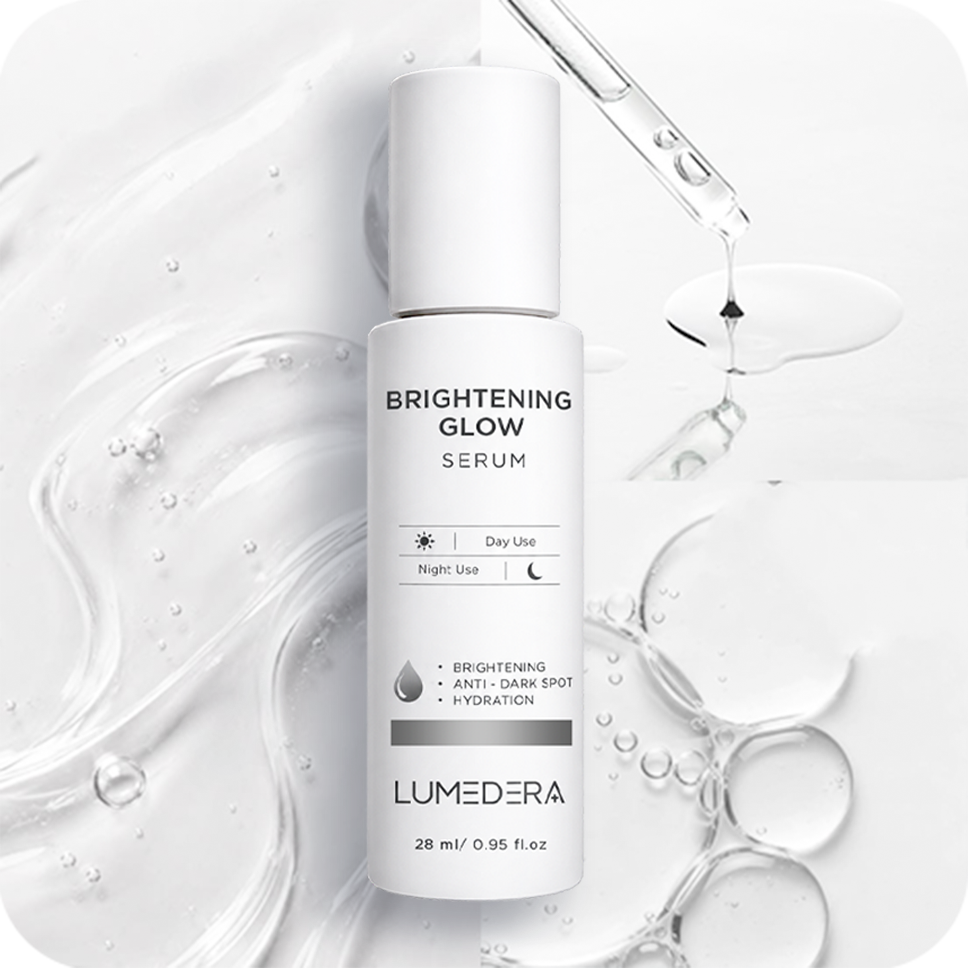 BRIGHTENING
GLOW
SERUM
Day Use
Night Use
• BRIGHTENING
• ANTI - DARK SPOT
• HYDRATION
LUMEDERA
28 ml/ 0.95 fl.oz